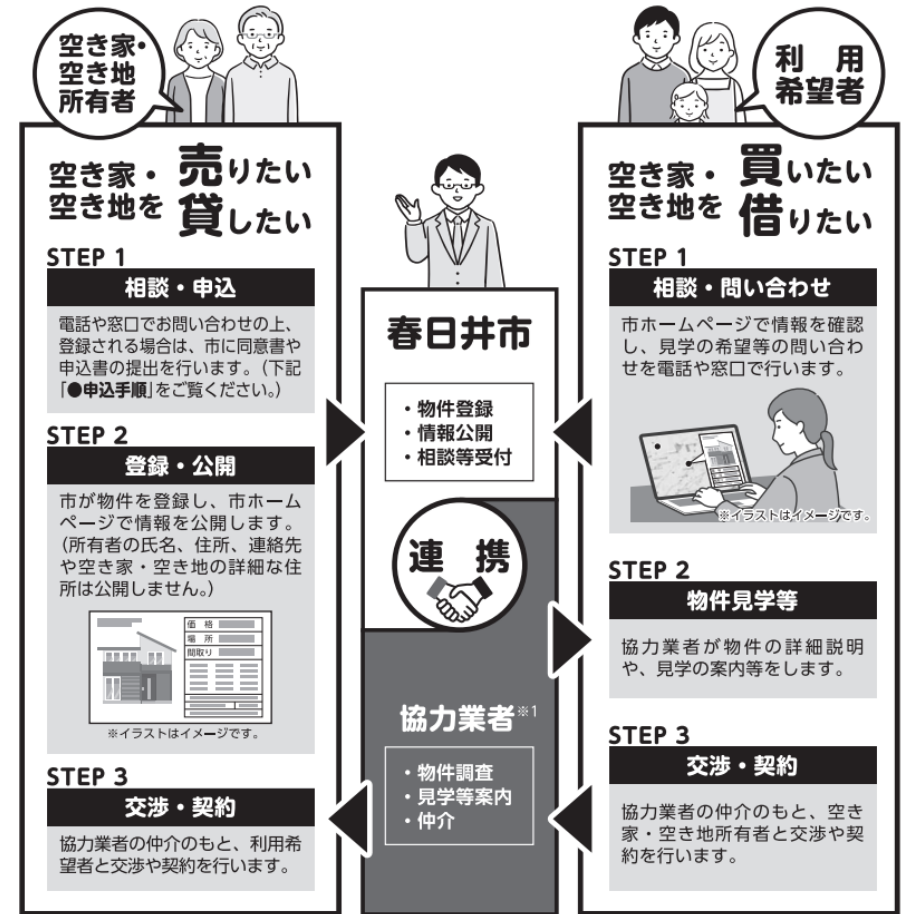 空き家・
空き地
所有者
空き家・
空き地を
売りたい
貸したい
STEP 1
相談・申込
電話や窓口でお問い合わせの上、
登録される場合は、市に同意書や
申込書の提出を行います。(下記
「●申込手順」をご覧ください。)
STEP 2
登録・公開
市が物件を登録し、市ホーム
ページで情報を公開します。
(所有者の氏名、住所、連絡先
や空き家・空き地の詳細な住
所は公開しません。)
価 格
場 所
間取り
※イラストはイメージです。
STEP 3
交渉・契約
協力業者の仲介のもと、利用希
望者と交渉や契約を行います。
春日井市
・物件登録
・情報公開
・相談等受付
連 携
協力業者※1
・物件調査
・見学等案内
・仲介
利 用
希望者
空き家・
空き地を
買いたい
借りたい
STEP 1
相談・問い合わせ
市ホームページで情報を確認
し、見学の希望等の問い合わ
せを電話や窓口で行います。
※イラストはイメージです。
STEP 2
物件見学等
協力業者が物件の詳細説明
や、見学の案内等をします。
STEP 3
交渉・契約
協力業者の仲介のもと、空き
家・空き地所有者と交渉や契
約を行います。